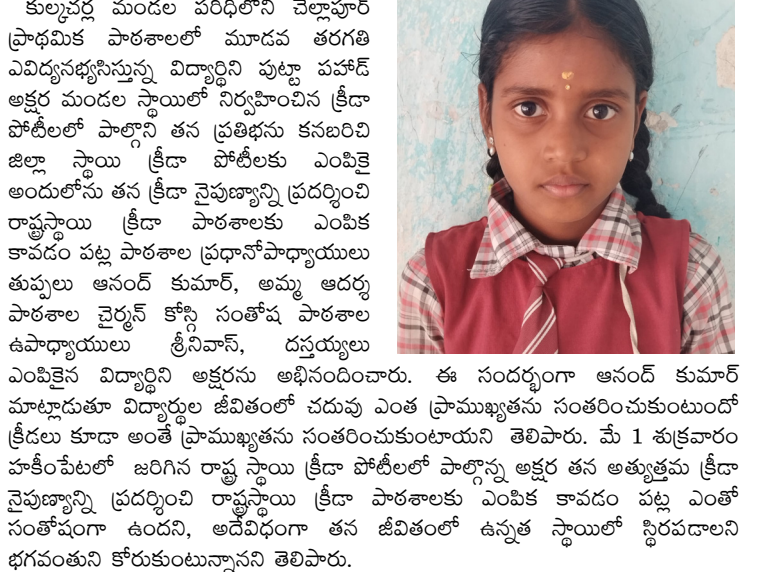 కుల్కచర్ల మండల పరిధిలోని చెల్లాపూర్
ప్రాథమిక పాఠశాలలో మూడవ తరగతి
ఎవిద్యనభ్యసిస్తున్న విద్యార్థిని పుట్టా పహాడ్
అక్షర మండల స్థాయిలో నిర్వహించిన క్రీడా
పోటీలలో పాల్గొని తన ప్రతిభను కనబరిచి
జిల్లా స్థాయి క్రీడా పోటీలకు ఎంపికై
అందులోను తన క్రీడా నైపుణ్యాన్ని ప్రదర్శించి
రాష్ట్రస్థాయి క్రీడా పాఠశాలకు ఎంపిక
కావడం పట్ల పాఠశాల ప్రధానోపాధ్యాయులు
తుప్పలు ఆనంద్ కుమార్, అమ్మ ఆదర్శ
పాఠశాల చైర్మన్ కోస్గి సంతోష పాఠశాల
ఉపాధ్యాయులు శ్రీనివాస్, దస్తయ్యలు
ఎంపికైన విద్యార్థిని అక్షరను అభినందించారు. ఈ సందర్భంగా ఆనంద్ కుమార్
మాట్లాడుతూ విద్యార్థుల జీవితంలో చదువు ఎంత ప్రాముఖ్యతను సంతరించుకుంటుందో
క్రీడలు కూడా అంతే ప్రాముఖ్యతను సంతరించుకుంటాయని తెలిపారు. మే 1 శుక్రవారం
హకీంపేటలో జరిగిన రాష్ట్ర స్థాయి క్రీడా పోటీలలో పాల్గొన్న అక్షర తన అత్యుత్తమ క్రీడా
నైపుణ్యాన్ని ప్రదర్శించి రాష్ట్రస్థాయి క్రీడా పాఠశాలకు ఎంపిక కావడం పట్ల ఎంతో
సంతోషంగా ఉందని, అదేవిధంగా తన జీవితంలో ఉన్నత స్థాయిలో స్థిరపడాలని
భగవంతుని కోరుకుంటున్నానని తెలిపారు.